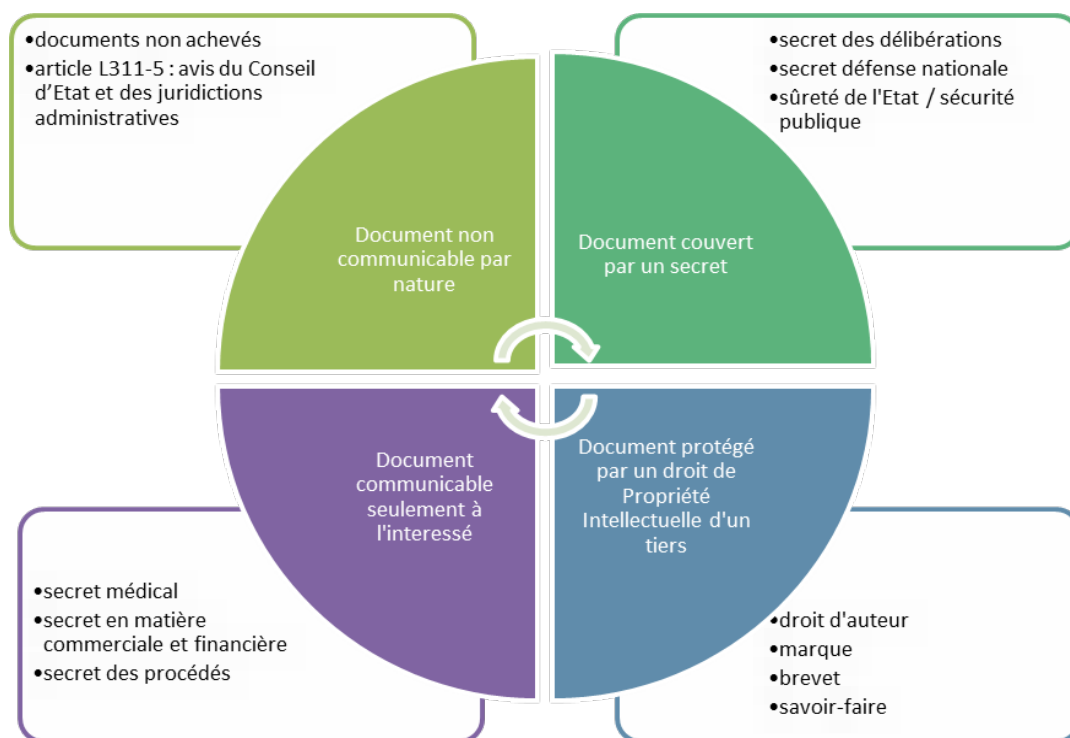 •documents non achevés
•article L311-5 : avis du Conseil
d'Etat et des juridictions
administratives
•secret des délibérations
•secret défense nationale
•sûreté de l'Etat / sécurité
publique
Document non
communicable par
nature
Document couvert
par un secret
Document
communicable
seulement à
l'interessé
Document protégé
par un droit de
Propriété
Intellectuelle d'un
tiers
•secret médical
•secret en matière
commerciale et financière
•secret des procédés
•droit d'auteur
•marque
•brevet
•savoir-faire